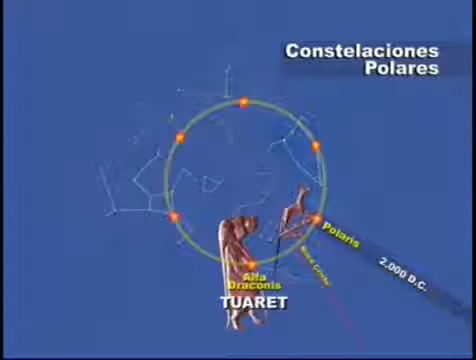 Constelaciones
Polares
Polaris
2.000 D.C.
Alfa
Draconis
TUARET